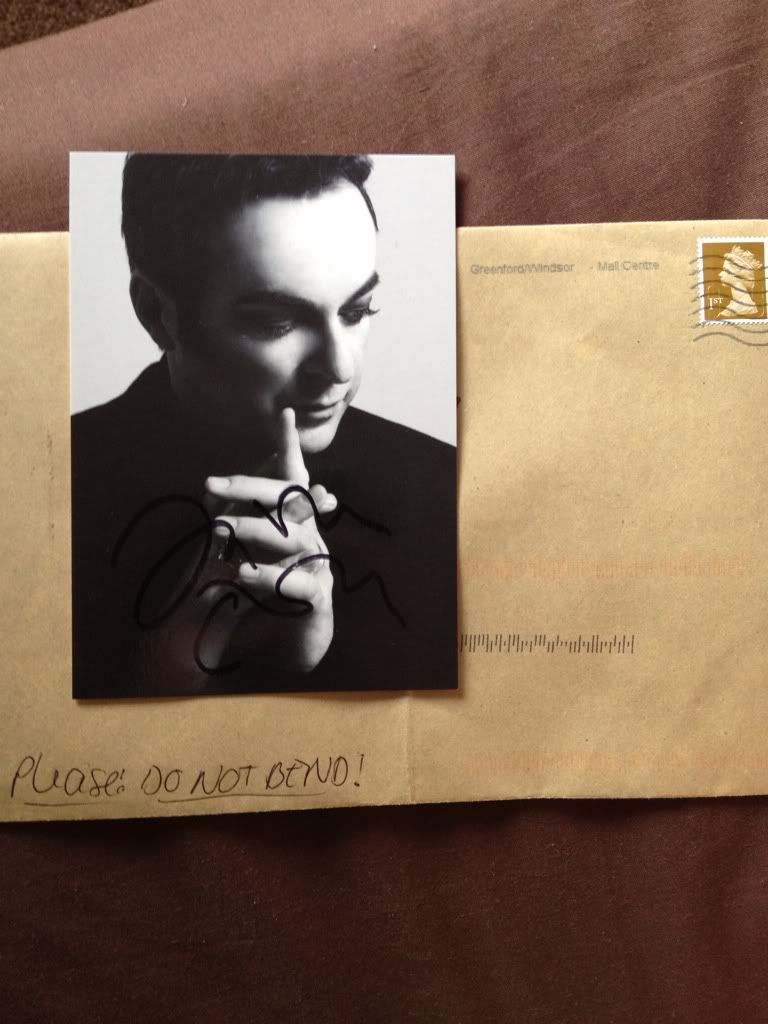 Greenford/Windsor - Mail Centre
1ST
Please: DO NOT BEND!